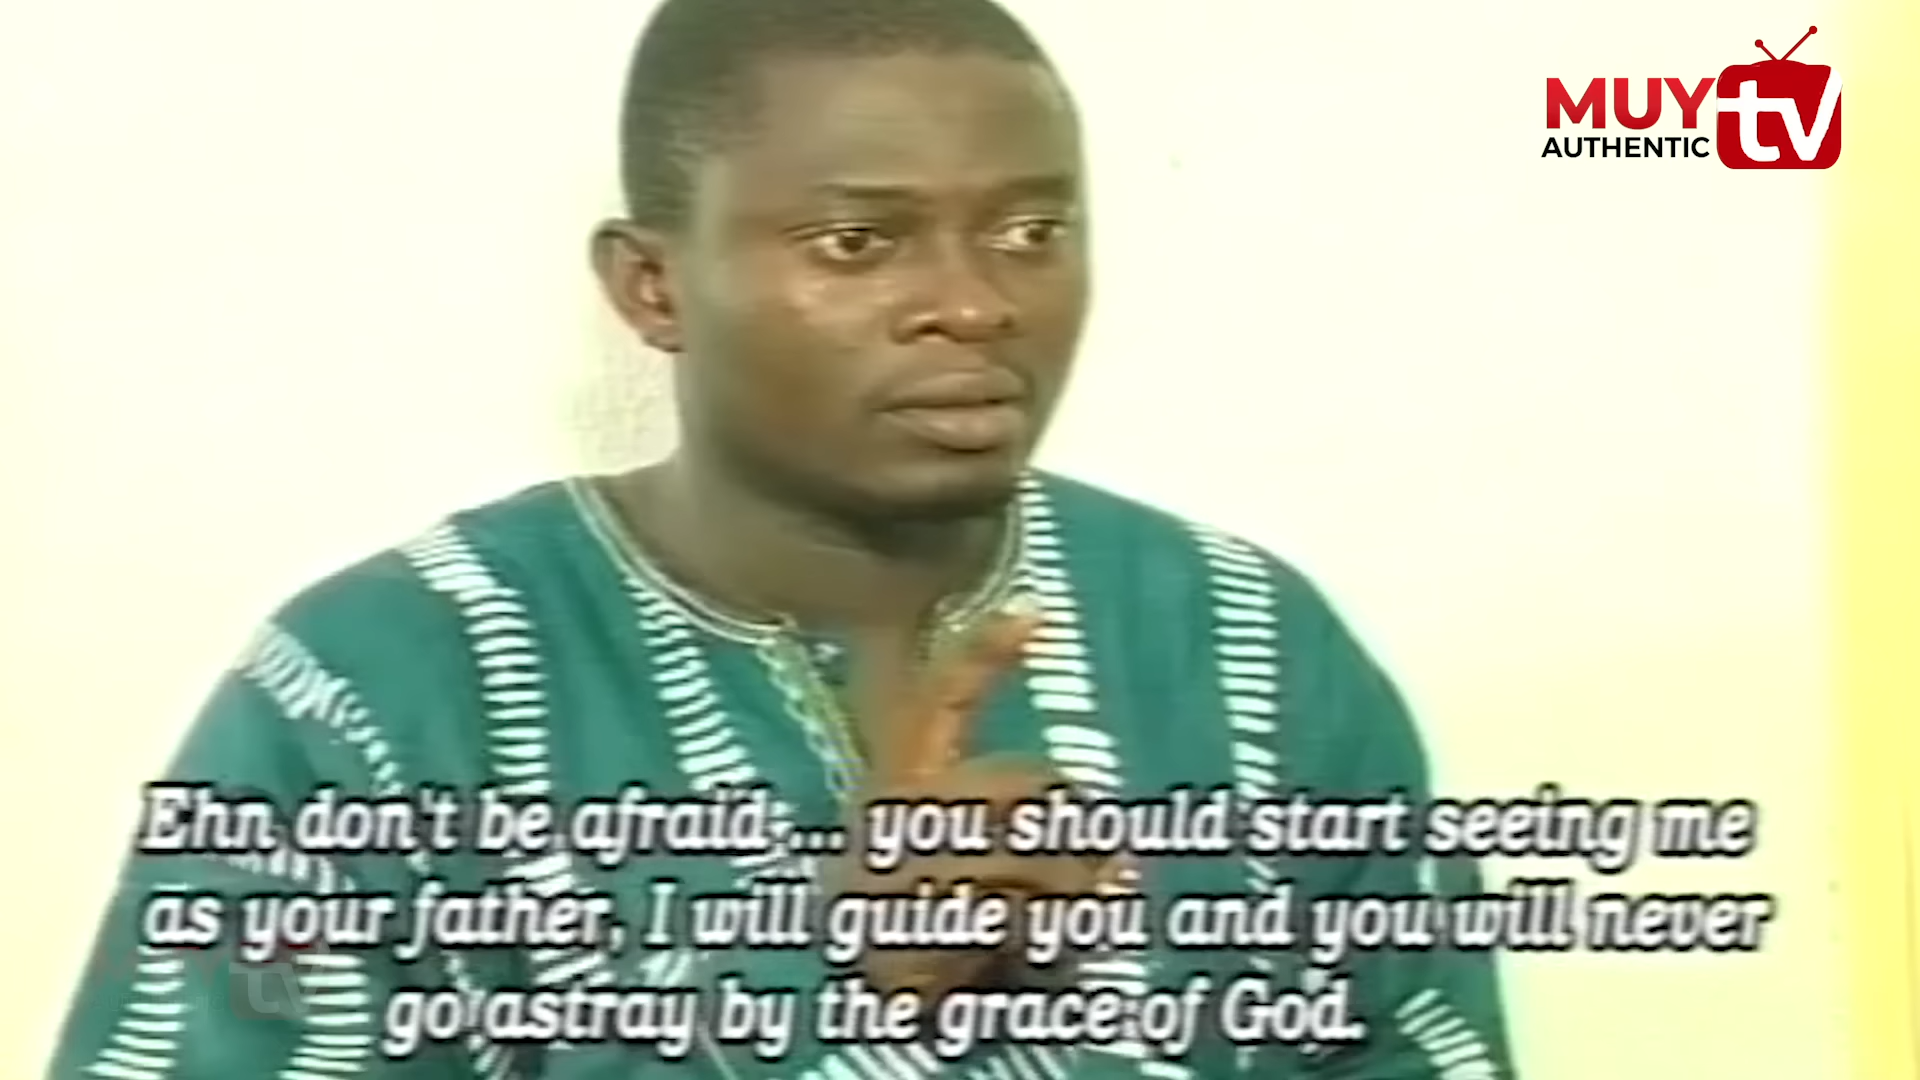 MUY tv
AUTHENTIC
Ehn don't be afraid,... you should start seeing me
as your father, I will guide you and you will never
go astray by the grace of God.
tv